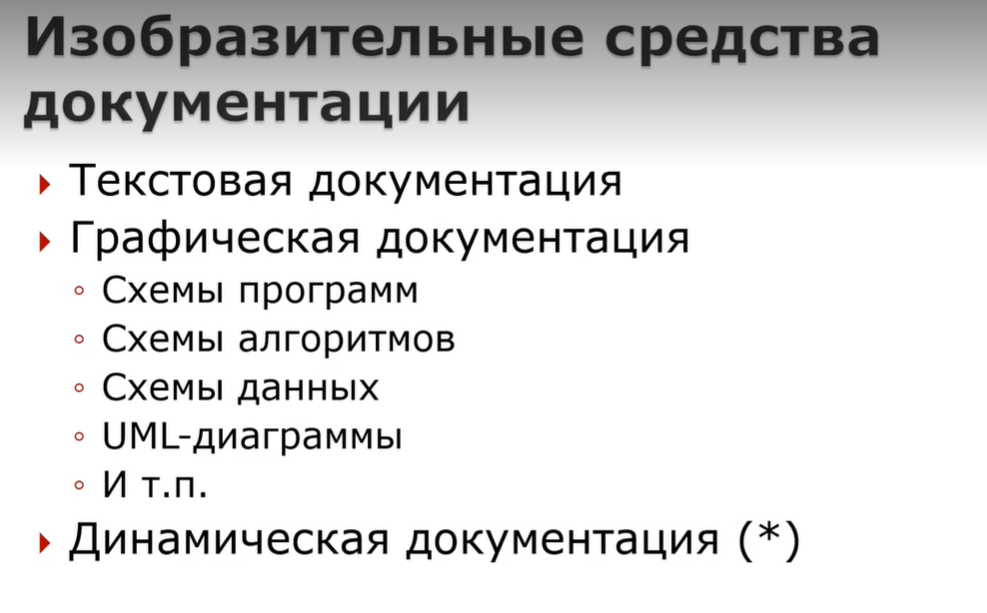 Изобразительные средства
документации
Текстовая документация
Графическая документация
Схемы программ
Схемы алгоритмов
Схемы данных
UML-диаграммы
И т.п.
Динамическая документация (*)